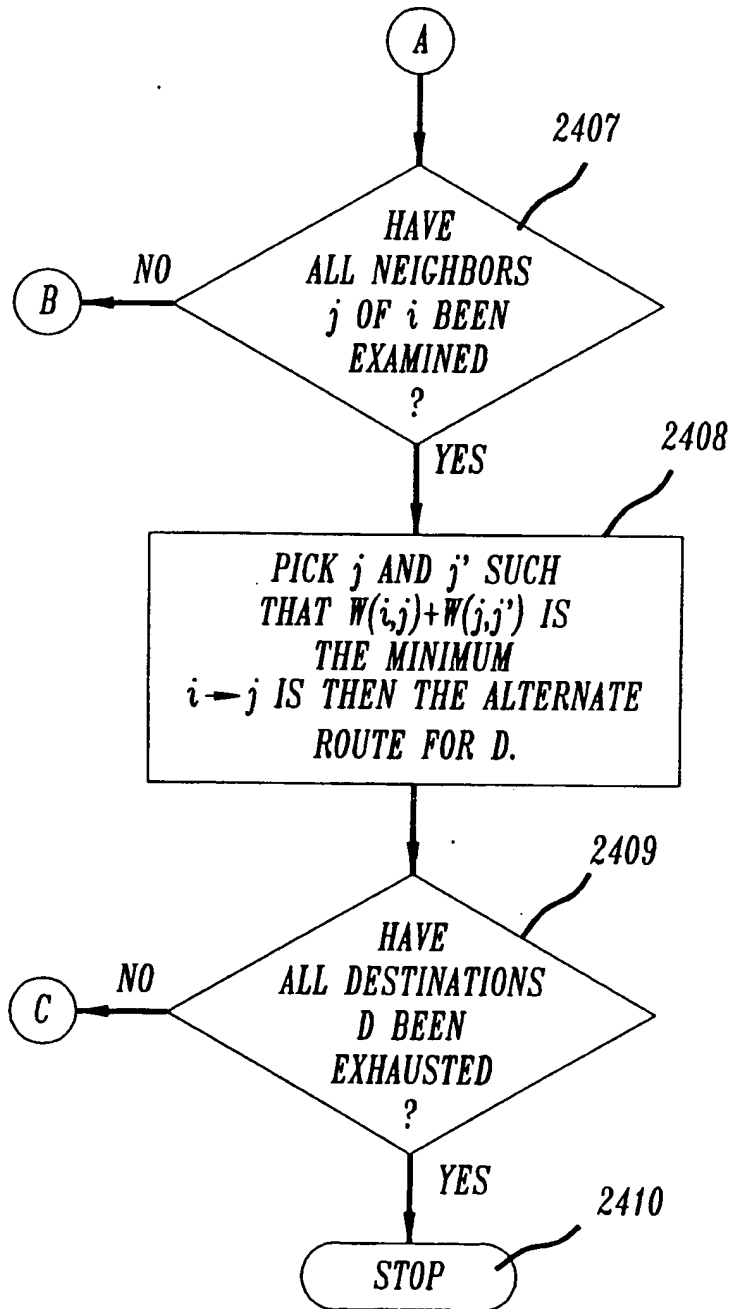 A
2407
HAVE
ALL NEIGHBORS
j OF i BEEN
EXAMINED
?
NO
B
YES
2408
PICK j AND j' SUCH
THAT W(i,j)+W(j,j') IS
THE MINIMUM
i→j IS THEN THE ALTERNATE
ROUTE FOR D.
2409
HAVE
ALL DESTINATIONS
D BEEN
EXHAUSTED
?
NO
C
YES
2410
STOP